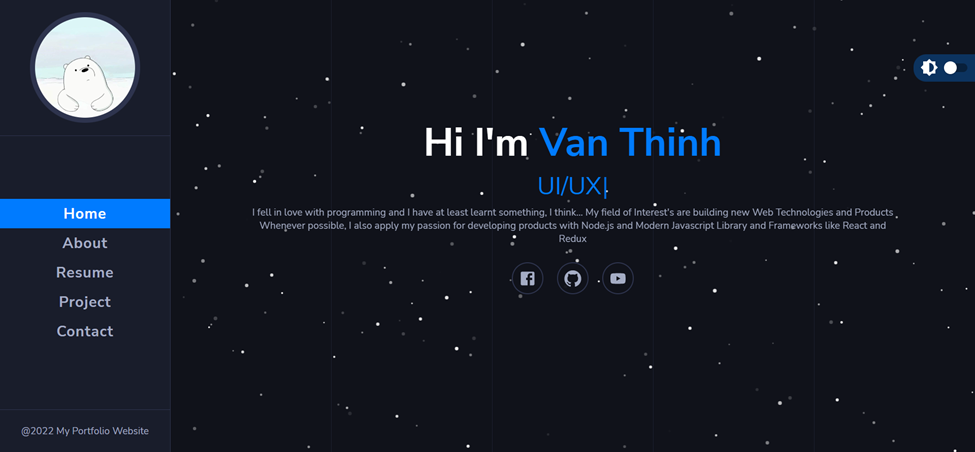 Home
About
Resume
Project
Contact
@2022 My Portfolio Website
Hi I'm Van Thinh
UI/UX|
I fell in love with programming and I have at least learnt something, I think... My field of Interest's are building new Web Technologies and Products
Whenever possible, I also apply my passion for developing products with Node.js and Modern Javascript Library and Frameworks like React and
Redux